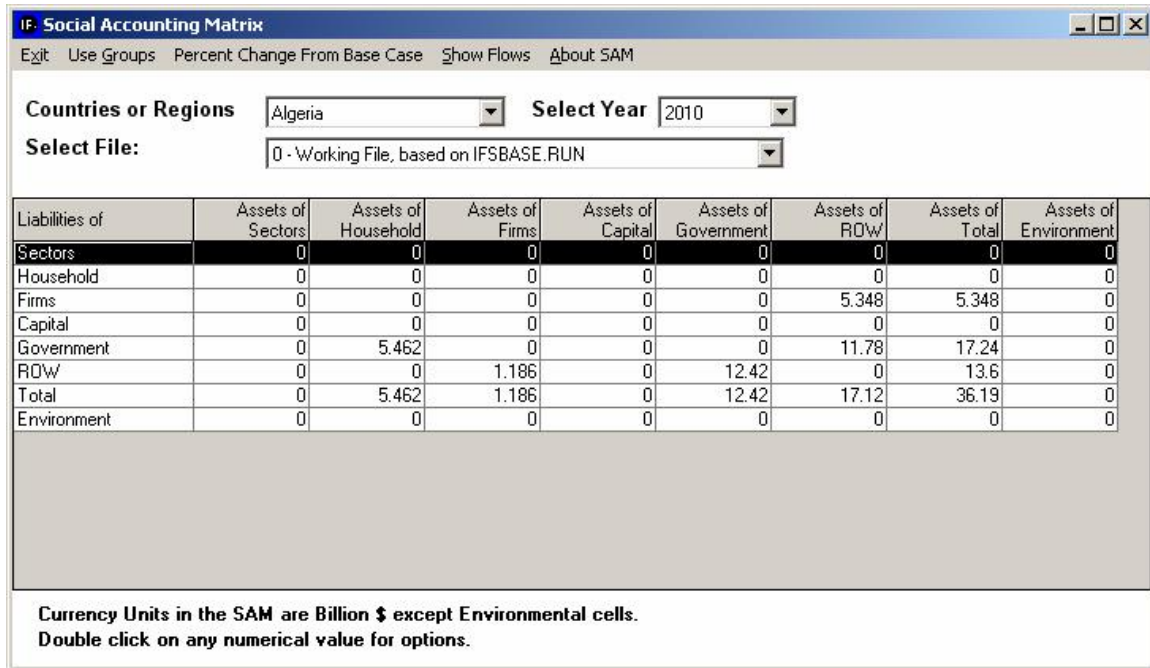 IF: Social Accounting Matrix
Exit Use Groups Percent Change From Base Case Show Flows About SAM
Countries or Regions Algeria Select Year 2010
Select File: 0 - Working File, based on IFSBASE.RUN
Liabilities of Assets of Sectors Assets of Household Assets of Firms Assets of Capital Assets of Government Assets of ROW Assets of Total Assets of Environment
Sectors 0 0 0 0 0 0 0 0
Household 0 0 0 0 0 0 0 0
Firms 0 0 0 0 0 5.348 5.348 0
Capital 0 0 0 0 0 0 0 0
Government 0 5.462 0 0 0 11.78 17.24 0
ROW 0 0 1.186 0 12.42 0 13.6 0
Total 0 5.462 1.186 0 12.42 17.12 36.19 0
Environment 0 0 0 0 0 0 0 0
Currency Units in the SAM are Billion $ except Environmental cells.
Double click on any numerical value for options.